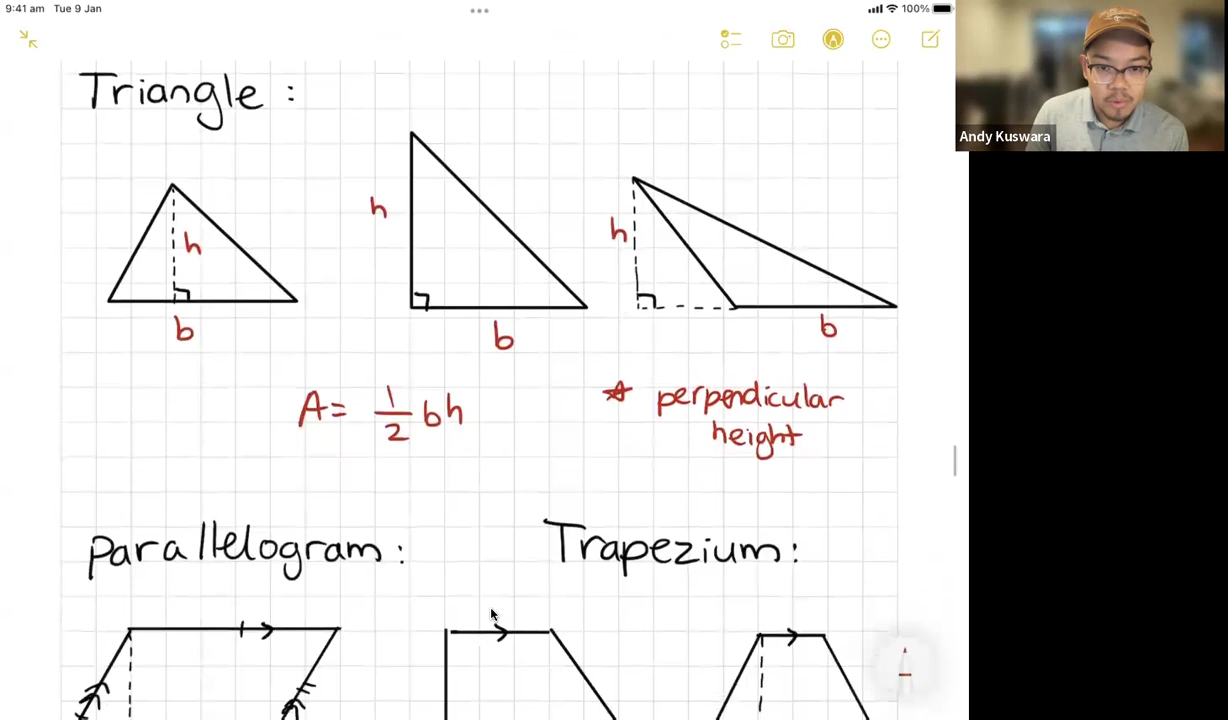 9:41 am Tue 9 Jan
100%
Andy Kuswara
Triangle :
h
h
h
b
b
b
A= 1/2 bh
* perpendicular
height
Parallelogram :
Trapezium :